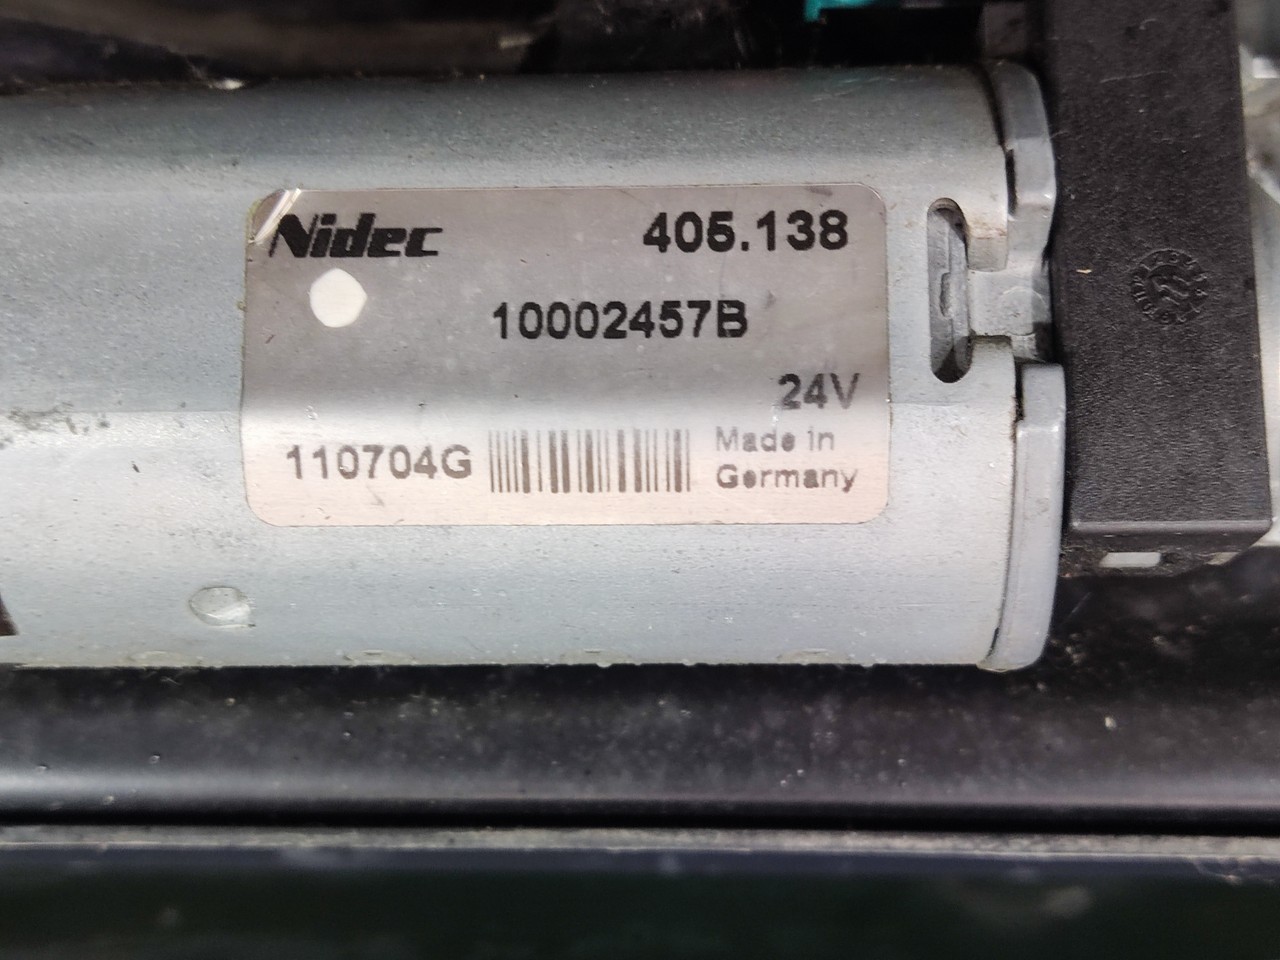 Nidec 405.138
10002457B
24V
110704G Made in
Germany